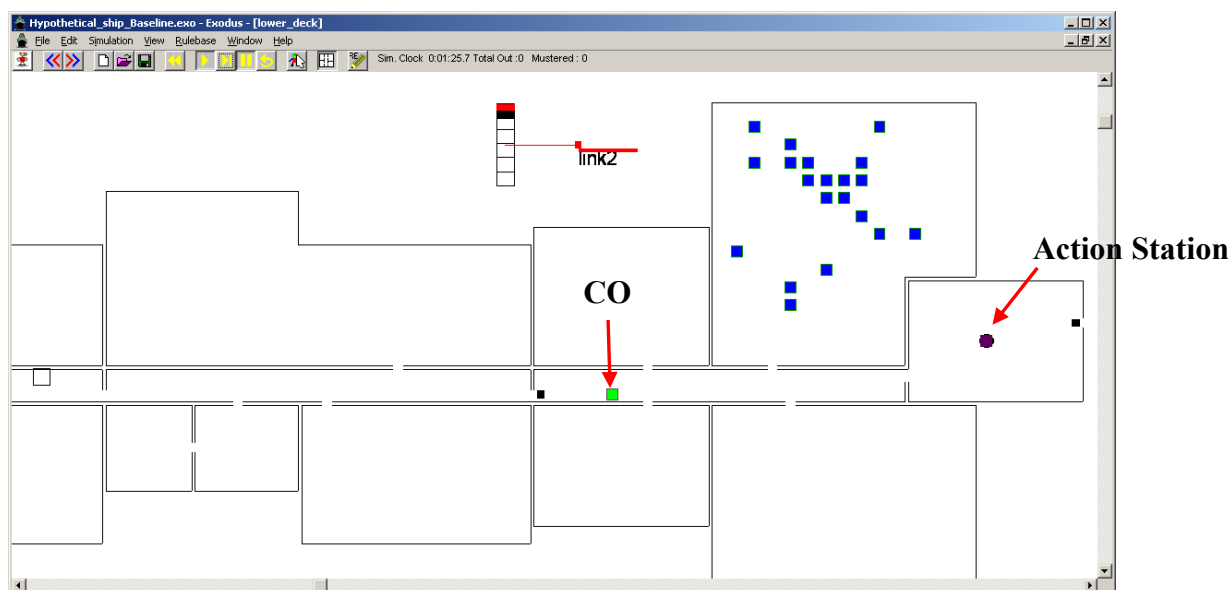 Hypothetical_ship_Baseline.exo - Exodus - [lower_deck]
File Edit Simulation View Rulebase Window Help
Sim. Clock 0:01:25.7 Total Out :0 Mustered : 0
link2
Action Station
CO